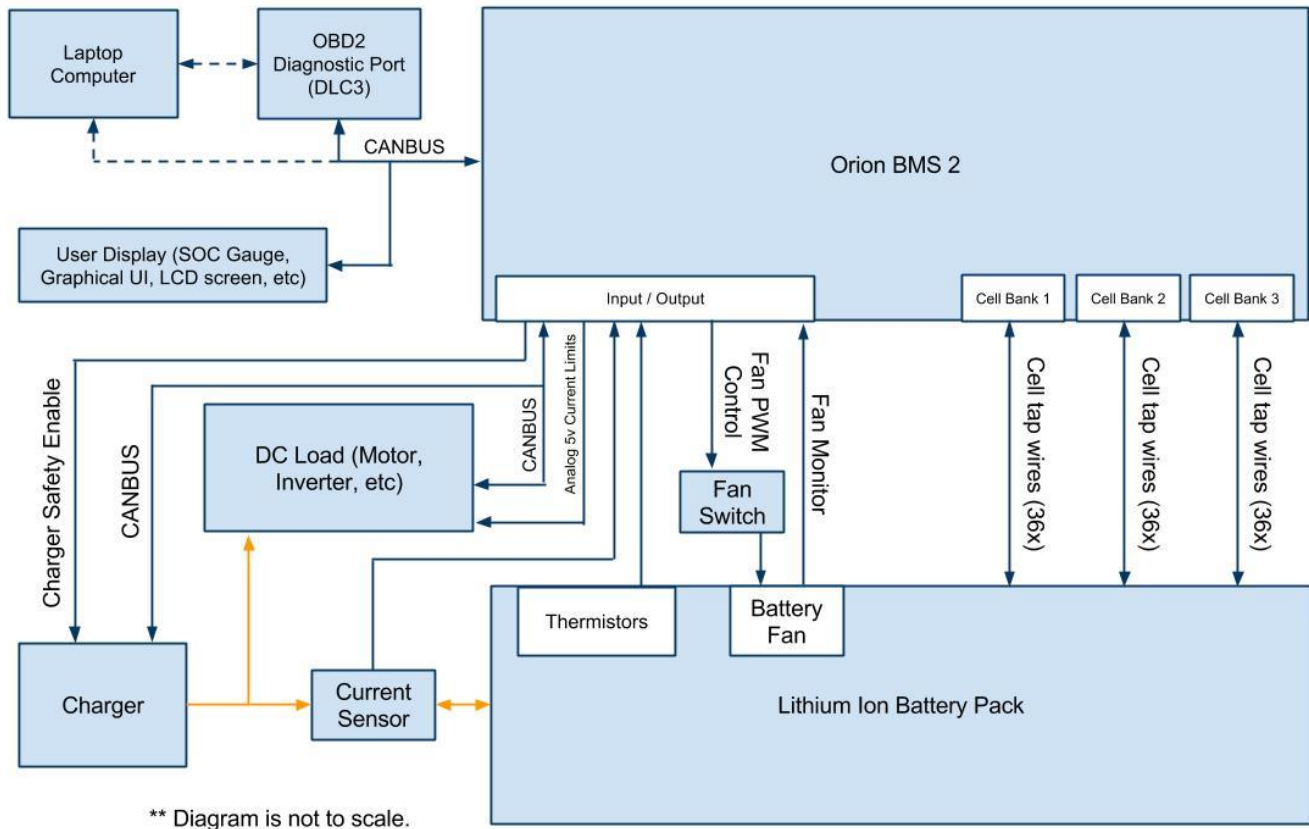 Laptop
Computer
OBD2
Diagnostic Port
(DLC3)
CANBUS
Orion BMS 2
User Display (SOC Gauge,
Graphical UI, LCD screen, etc)
Input / Output
Cell Bank 1
Cell Bank 2
Cell Bank 3
Charger Safety Enable
CANBUS
DC Load (Motor,
Inverter, etc)
CANBUS
Analog 5v Current Limits
Fan PWM
Control
Fan Monitor
Fan
Switch
Cell tap wires (36x)
Cell tap wires (36x)
Cell tap wires (36x)
Thermistors
Battery
Fan
Charger
Current
Sensor
Lithium Ion Battery Pack
** Diagram is not to scale.